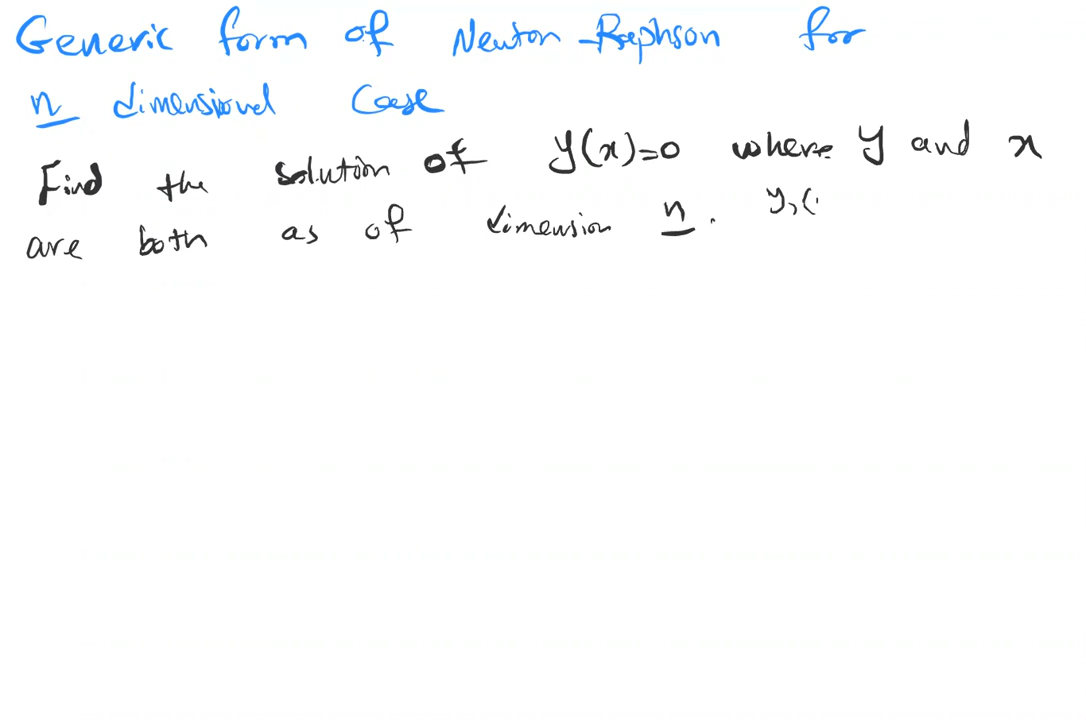 Generic form of Newton-Raphson for
n dimensional Case
Find the solution of y(x)=0 where y and x
are both as of dimension n. y,(